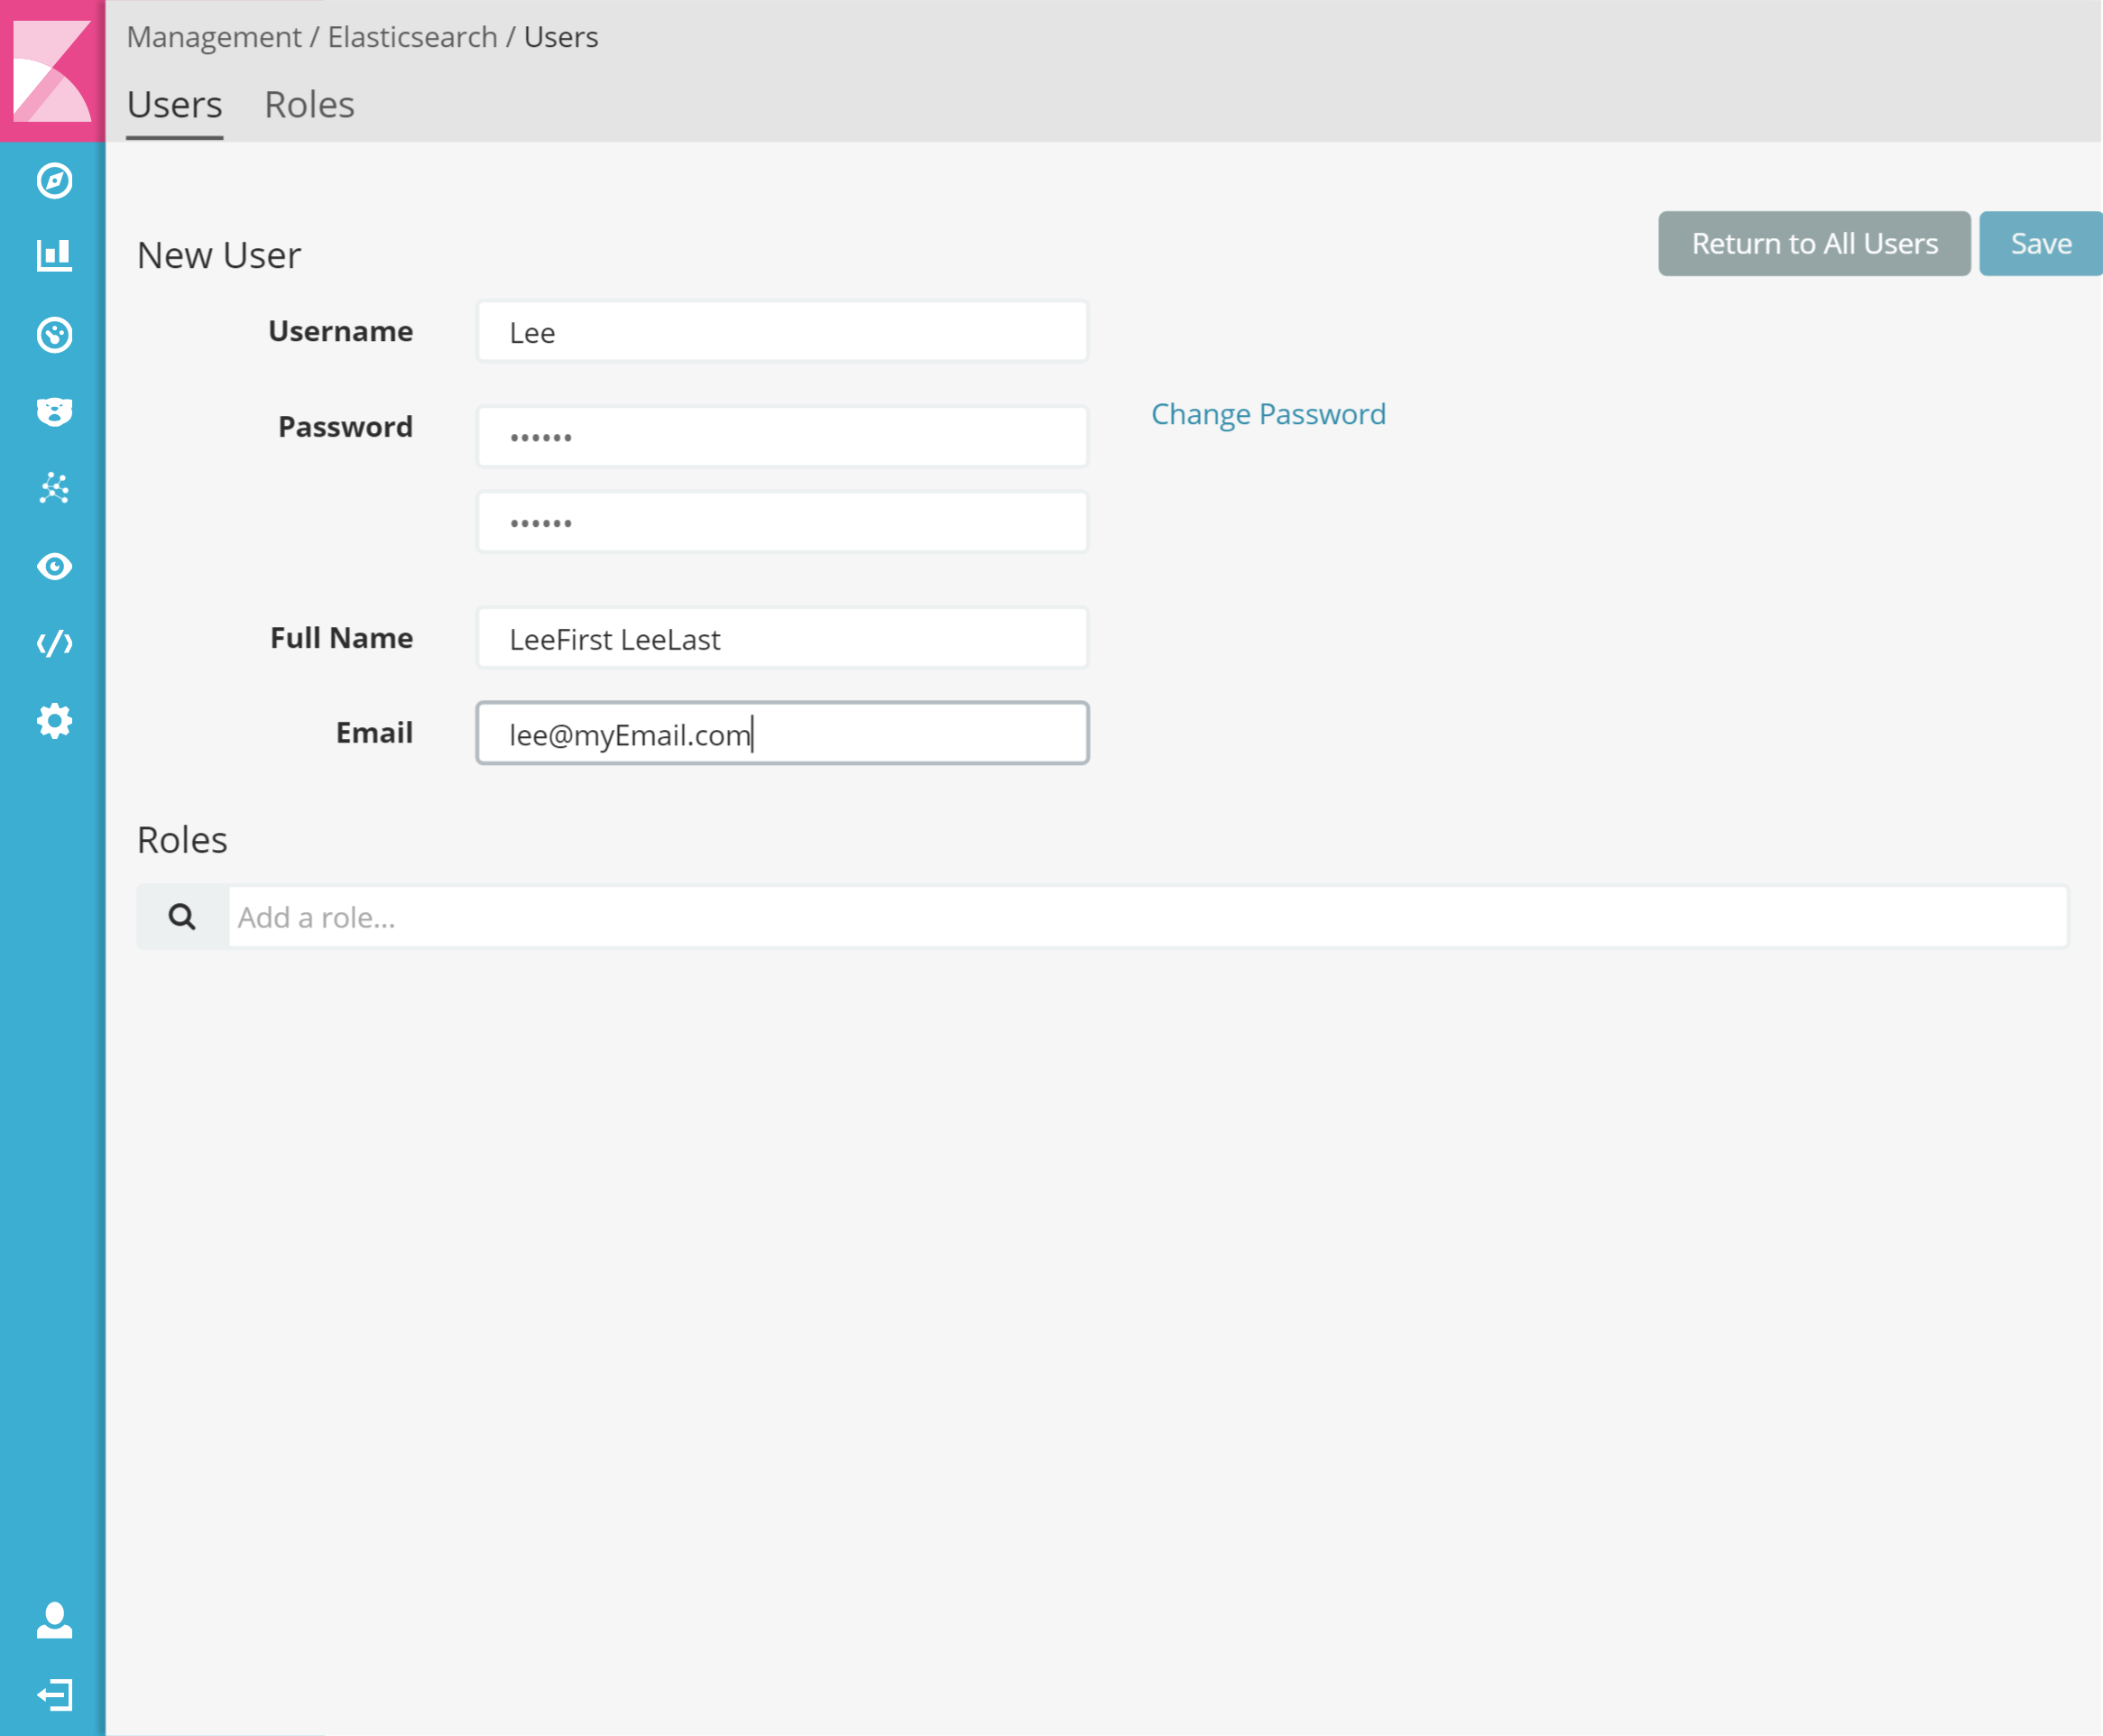 Management / Elasticsearch / Users
Users Roles
New User
Return to All Users Save
Username Lee
Password •••••• Change Password
••••••
Full Name LeeFirst LeeLast
Email lee@myEmail.com
Roles
Add a role...